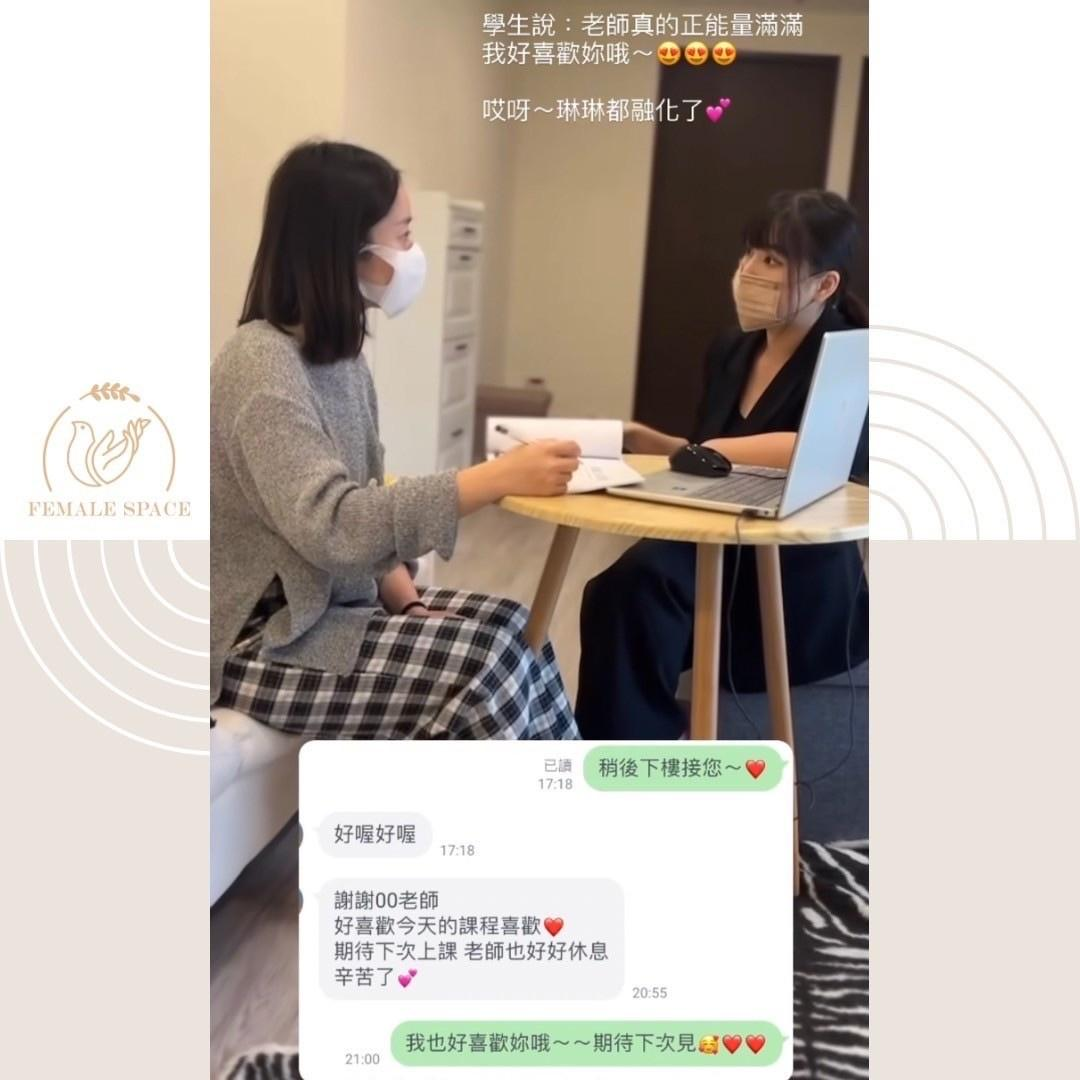 學生說：老師真的正能量滿滿
我好喜歡妳哦～😍😍😍
哎呀～琳琳都融化了💕
FEMALE SPACE
已讀
17:18
稍後下樓接您～❤️
好喔好喔
17:18
謝謝00老師
好喜歡今天的課程喜歡❤️
期待下次上課 老師也好好休息
辛苦了💕
20:55
21:00
我也好喜歡妳哦～～期待下次見🥰❤️❤️